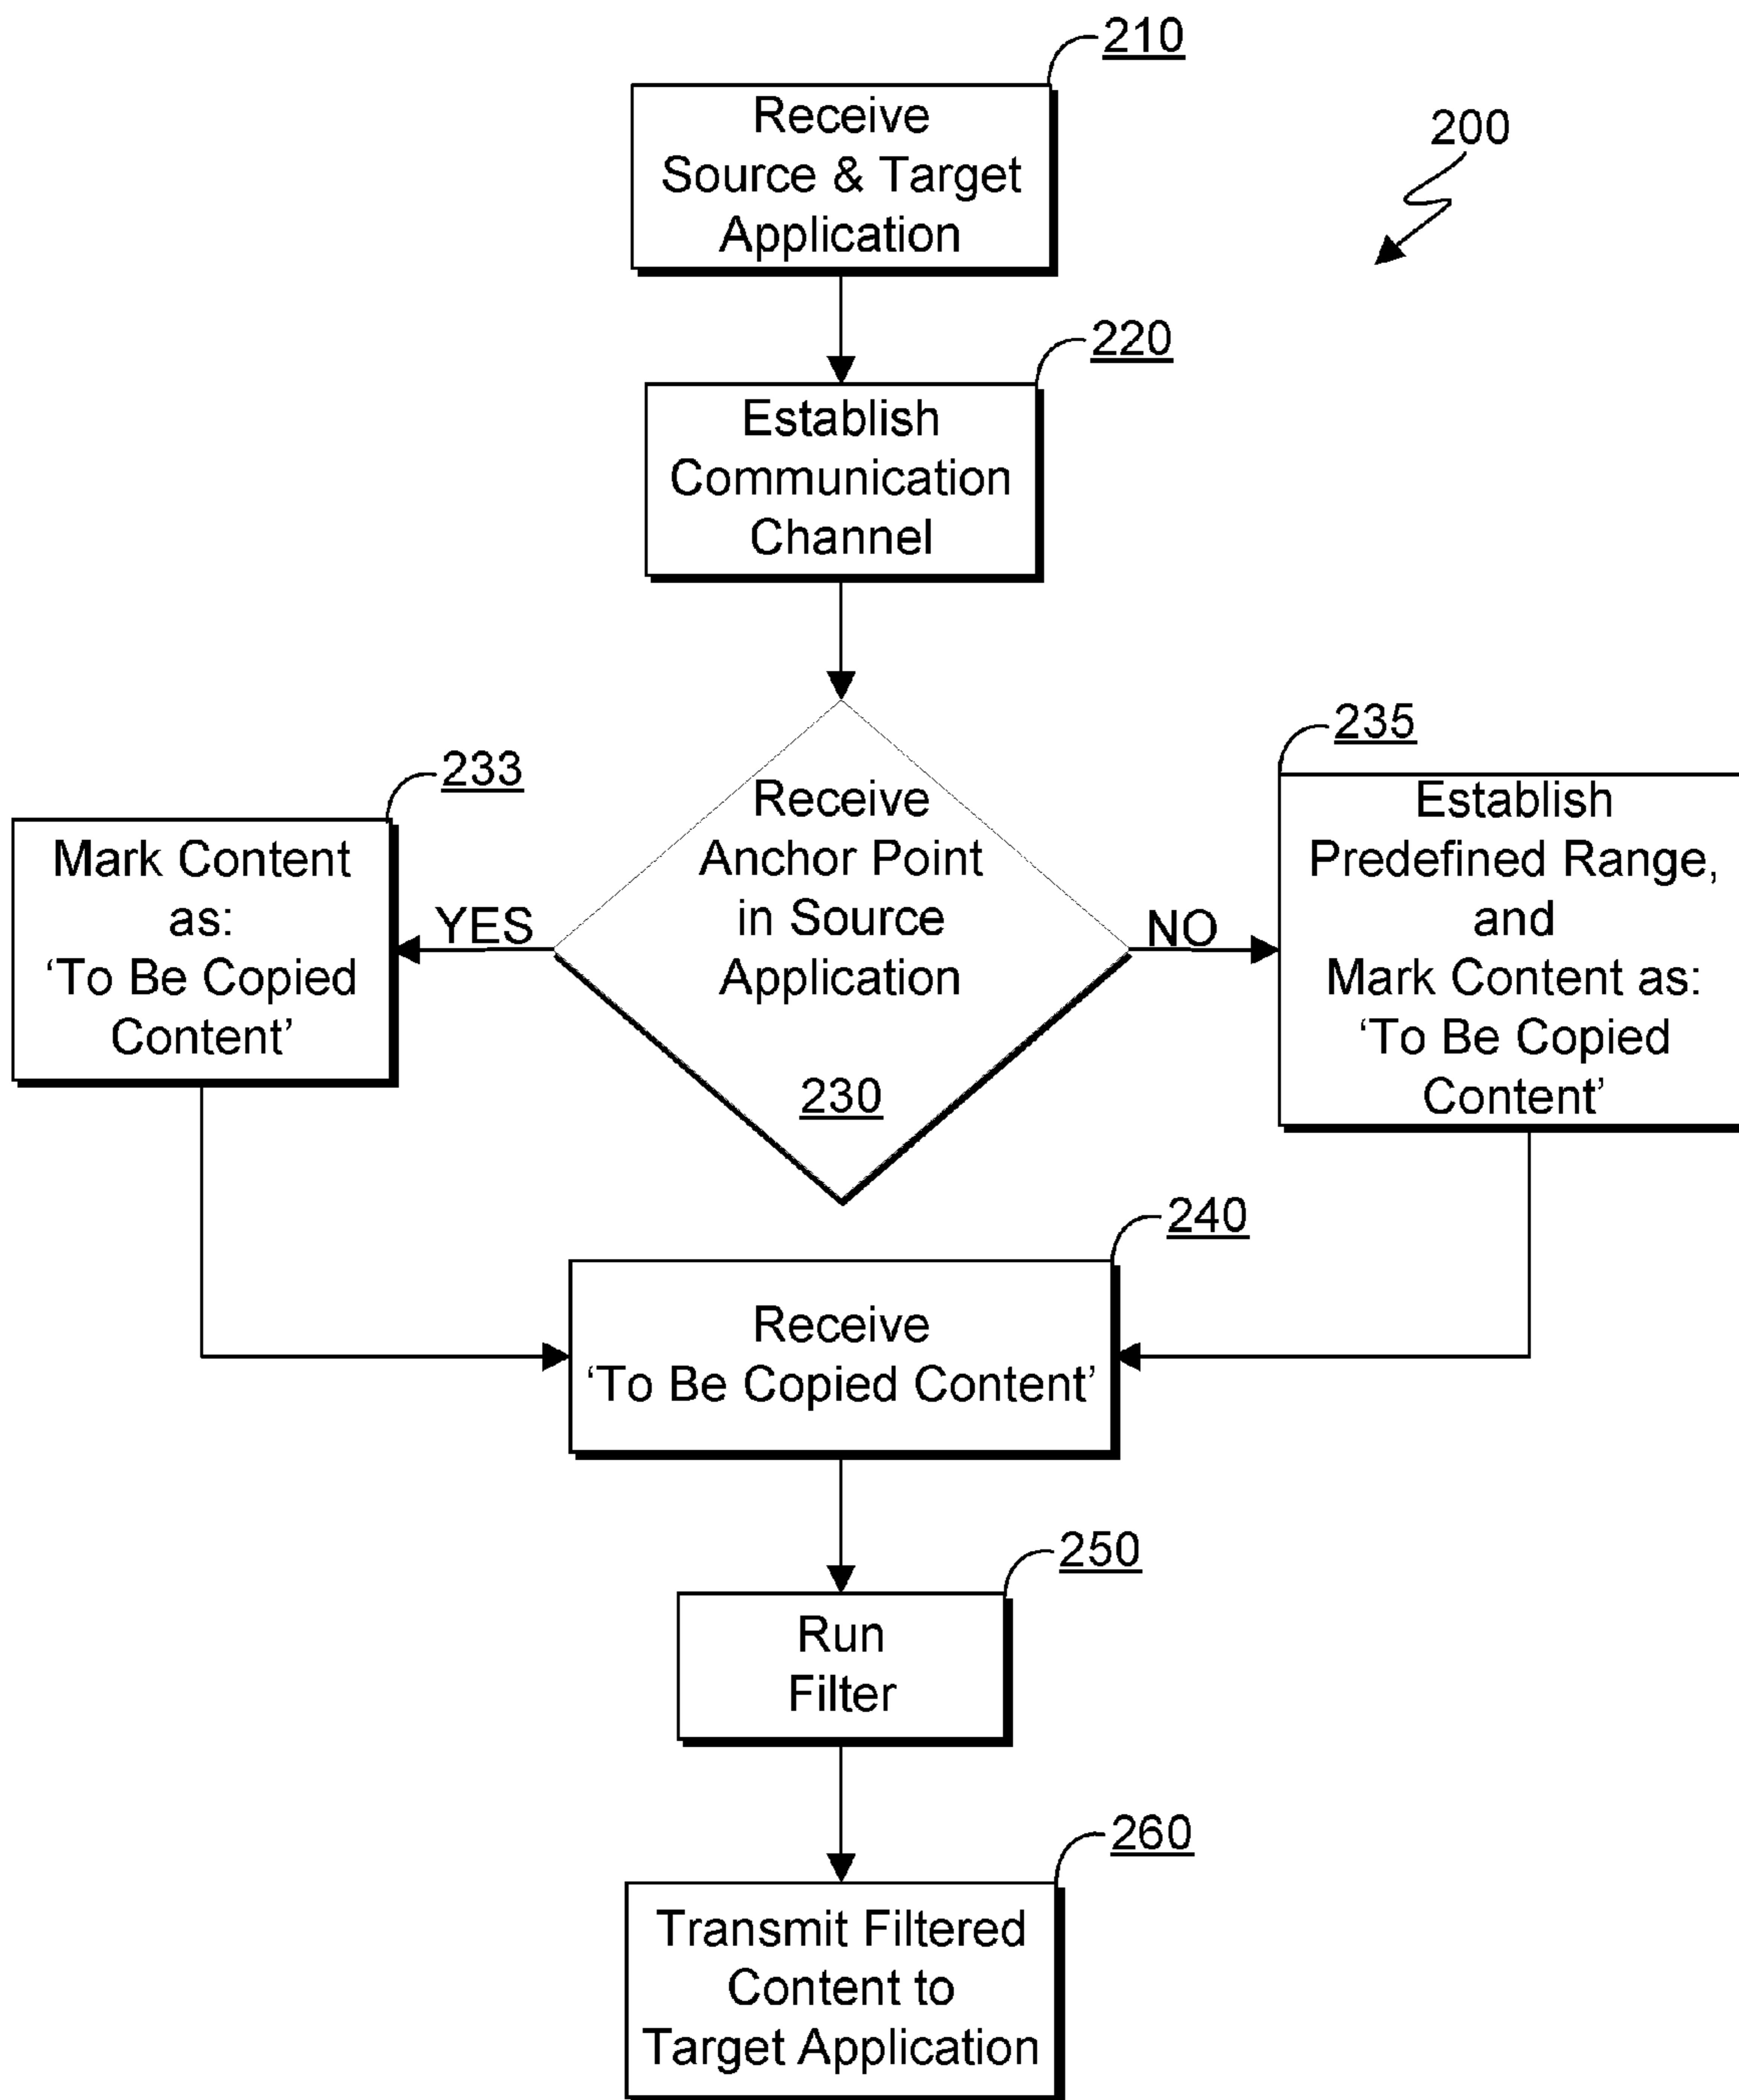 210
Receive
Source & Target
Application
200
220
Establish
Communication
Channel
233
Mark Content
as:
‘To Be Copied
Content’
YES
Receive
Anchor Point
in Source
Application
230
NO
235
Establish
Predefined Range,
and
Mark Content as:
‘To Be Copied
Content’
240
Receive
‘To Be Copied Content’
250
Run
Filter
260
Transmit Filtered
Content to
Target Application